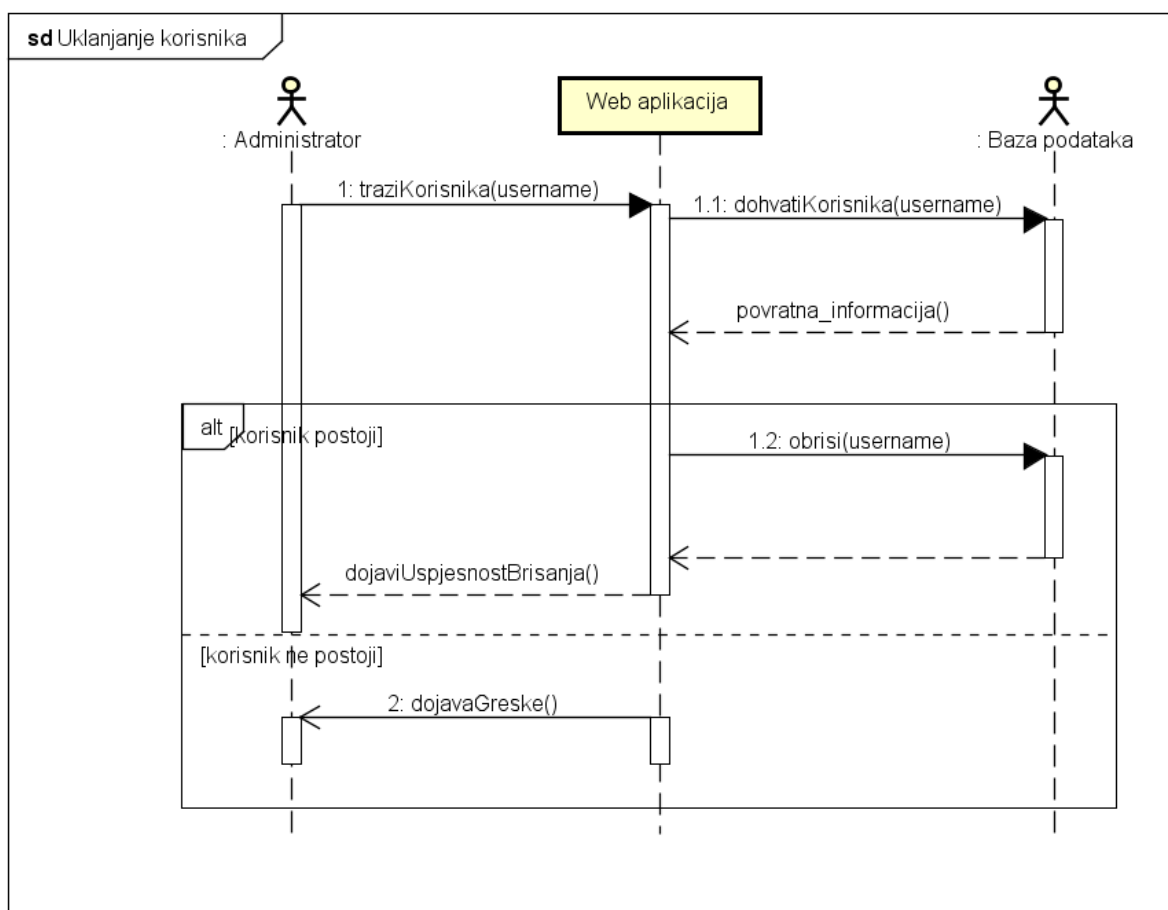 sd Uklanjanje korisnika
Web aplikacija
: Administrator
: Baza podataka
1: traziKorisnika(username)
1.1: dohvatiKorisnika(username)
povratna_informacija()
alt
[korisnik postoji]
1.2: obrisi(username)
dojaviUspjesnostBrisanja()
[korisnik ne postoji]
2: dojavaGreske()